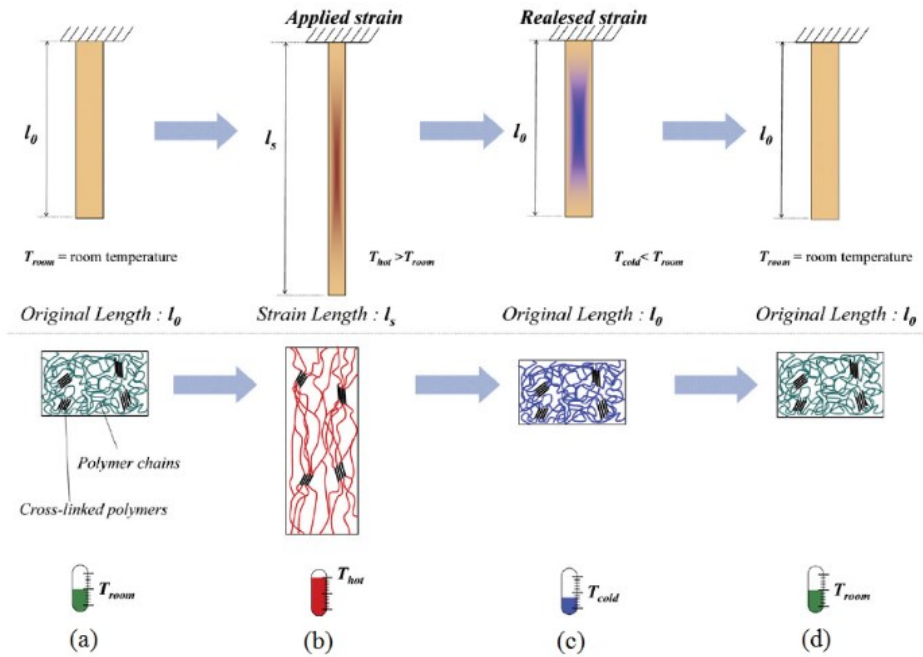 Applied strain
Realesed strain
l0
ls
l0
l0
Troom = room temperature
Thot >Troom
Tcold< Troom
Troom = room temperature
Original Length : l0
Strain Length : ls
Original Length : l0
Original Length : l0
Polymer chains
Cross-linked polymers
Troom
Thot
Tcold
Troom
(a)
(b)
(c)
(d)